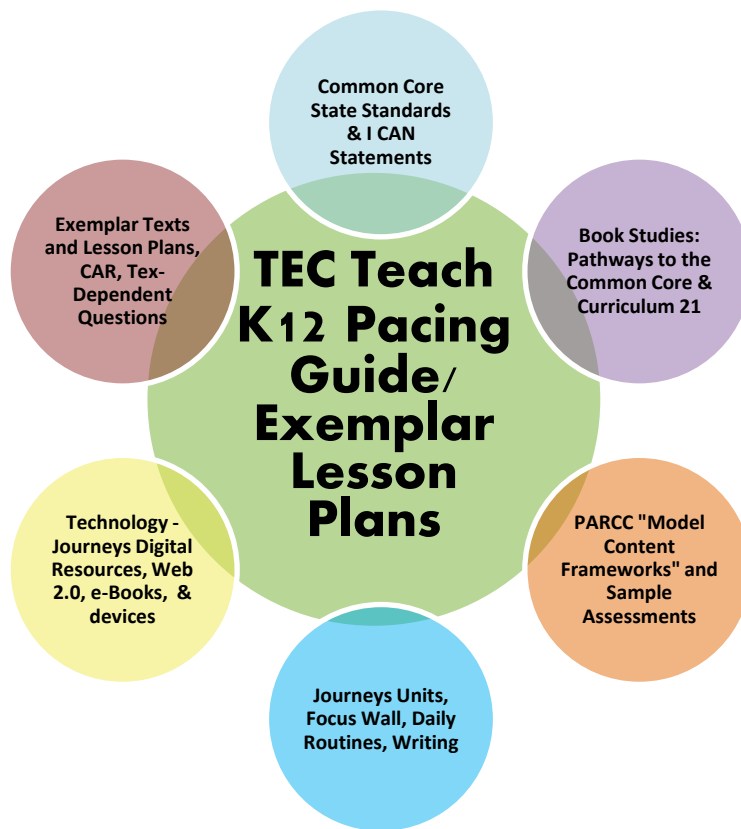 Common Core
State Standards
& I CAN
Statements
Exemplar Texts
and Lesson Plans,
CAR, Tex-
Dependent
Questions
TEC Teach
K12 Pacing
Guide/
Exemplar
Lesson
Plans
Book Studies:
Pathways to the
Common Core &
Curriculum 21
Technology -
Journeys Digital
Resources, Web
2.0, e-Books,  &
devices
PARCC "Model
Content
Frameworks" and
Sample
Assessments
Journeys Units,
Focus Wall, Daily
Routines, Writing